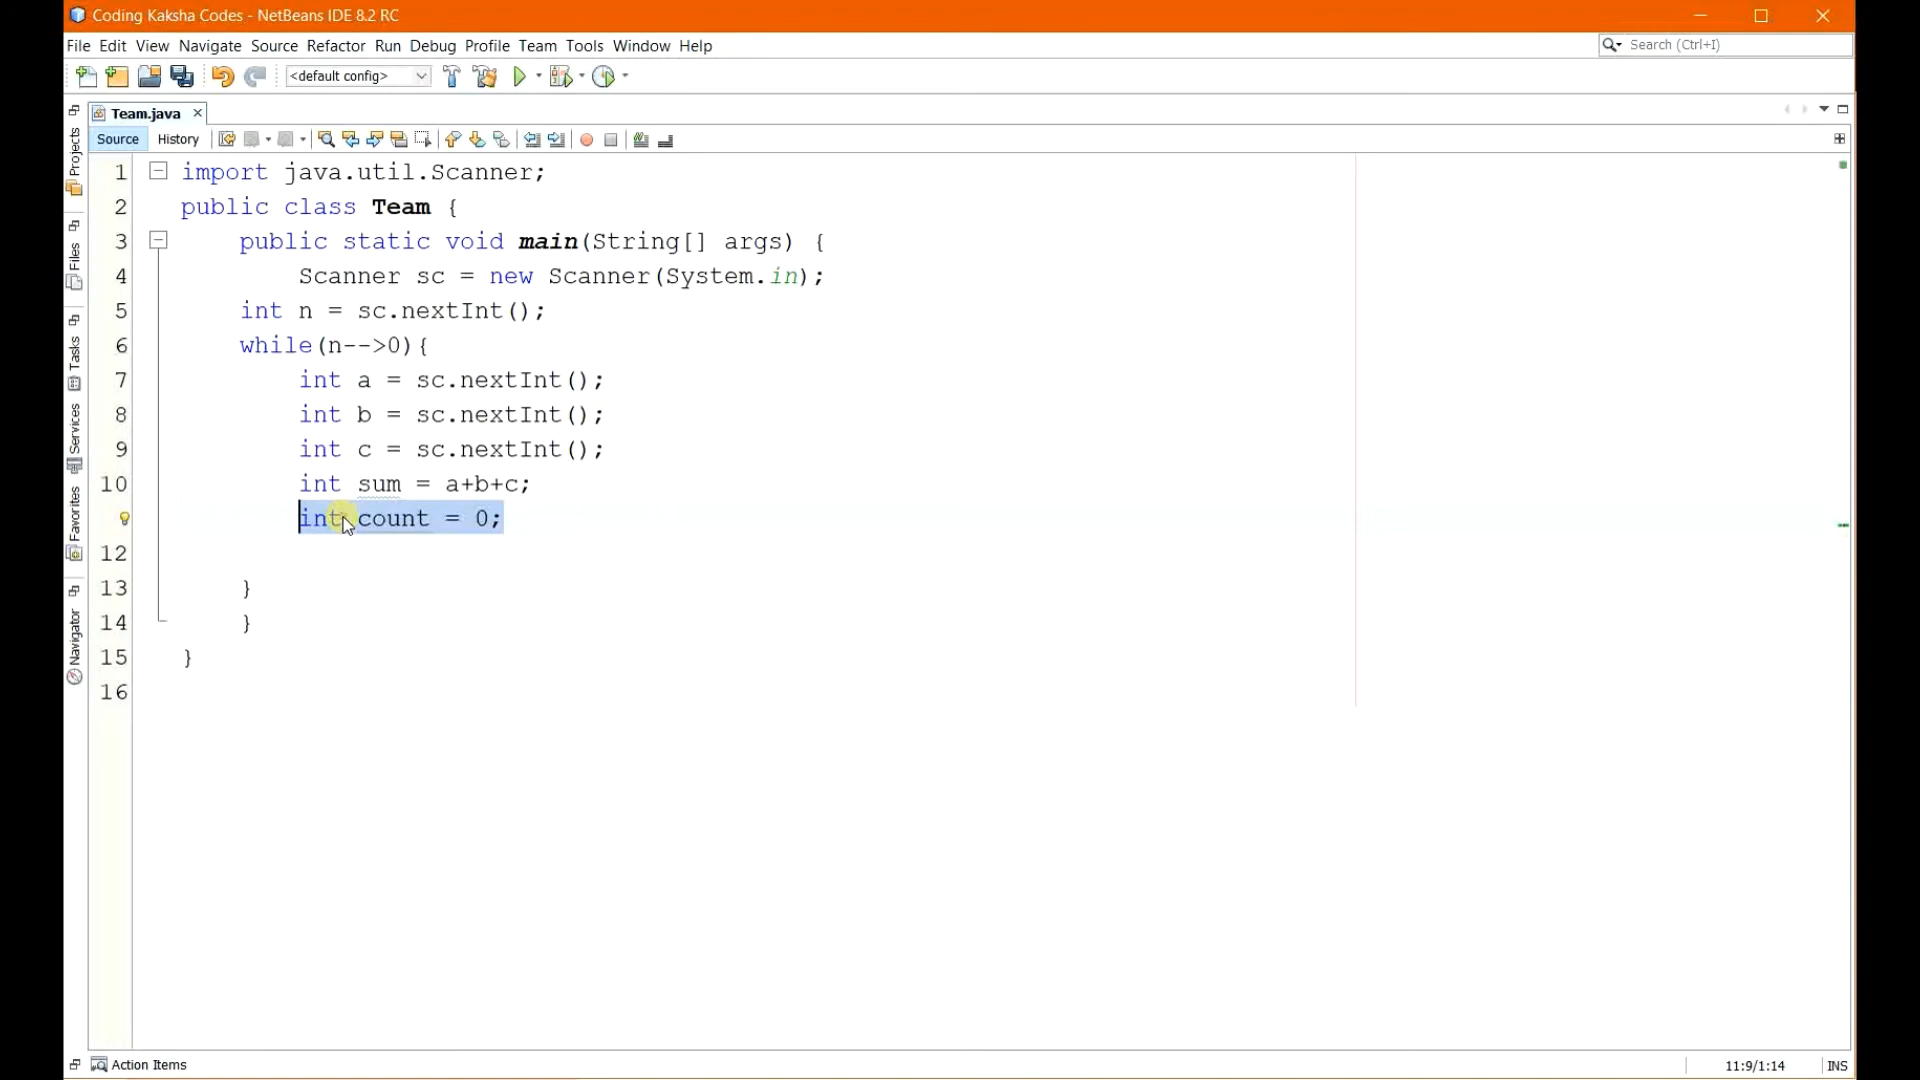 Coding Kaksha Codes - NetBeans IDE 8.2 RC
File Edit View Navigate Source Refactor Run Debug Profile Team Tools Window Help
Search (Ctrl+I)
<default config>
Team.java
Source History
Projects
Files
Tasks
Services
Favorites
Navigator
1 import java.util.Scanner;
2 public class Team {
3 public static void main(String[] args) {
4 Scanner sc = new Scanner(System.in);
5 int n = sc.nextInt();
6 while(n-->0){
7 int a = sc.nextInt();
8 int b = sc.nextInt();
9 int c = sc.nextInt();
10 int sum = a+b+c;
int count = 0;
12
13 }
14 }
15 }
16
Action Items
11:9/1:14 INS